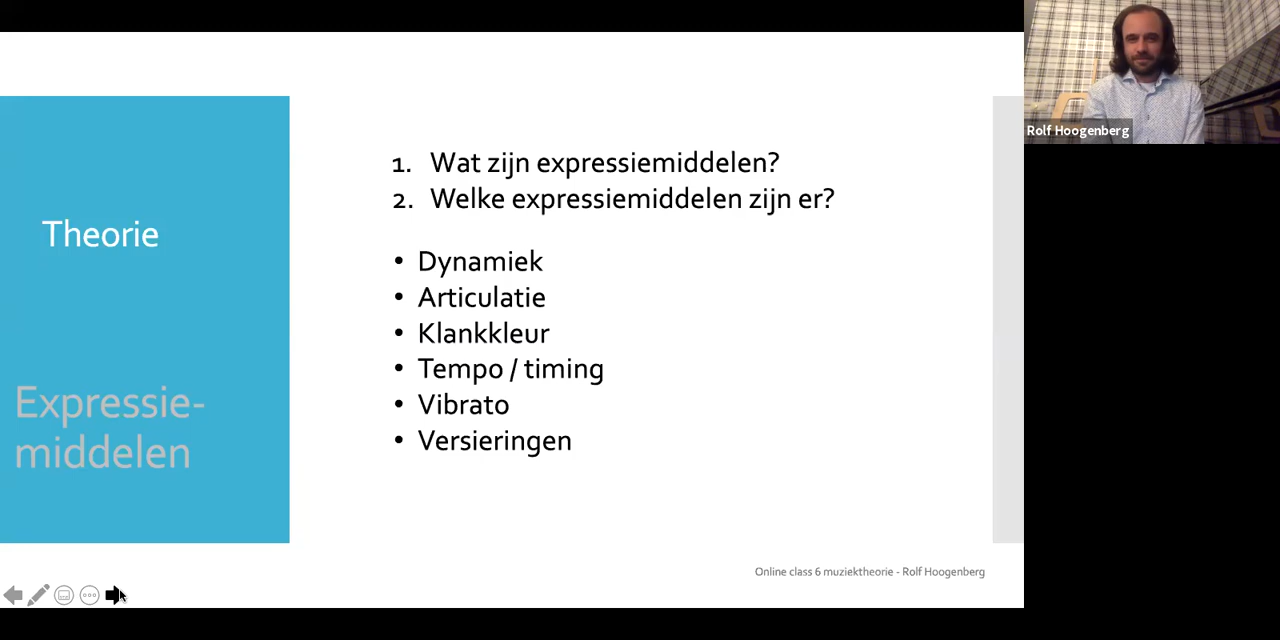 Theorie
Expressie-
middelen
1. Wat zijn expressiemiddelen?
2. Welke expressiemiddelen zijn er?
• Dynamiek
• Articulatie
• Klankkleur
• Tempo / timing
• Vibrato
• Versieringen
Online class 6 muziektheorie - Rolf Hoogenberg
Rolf Hoogenberg